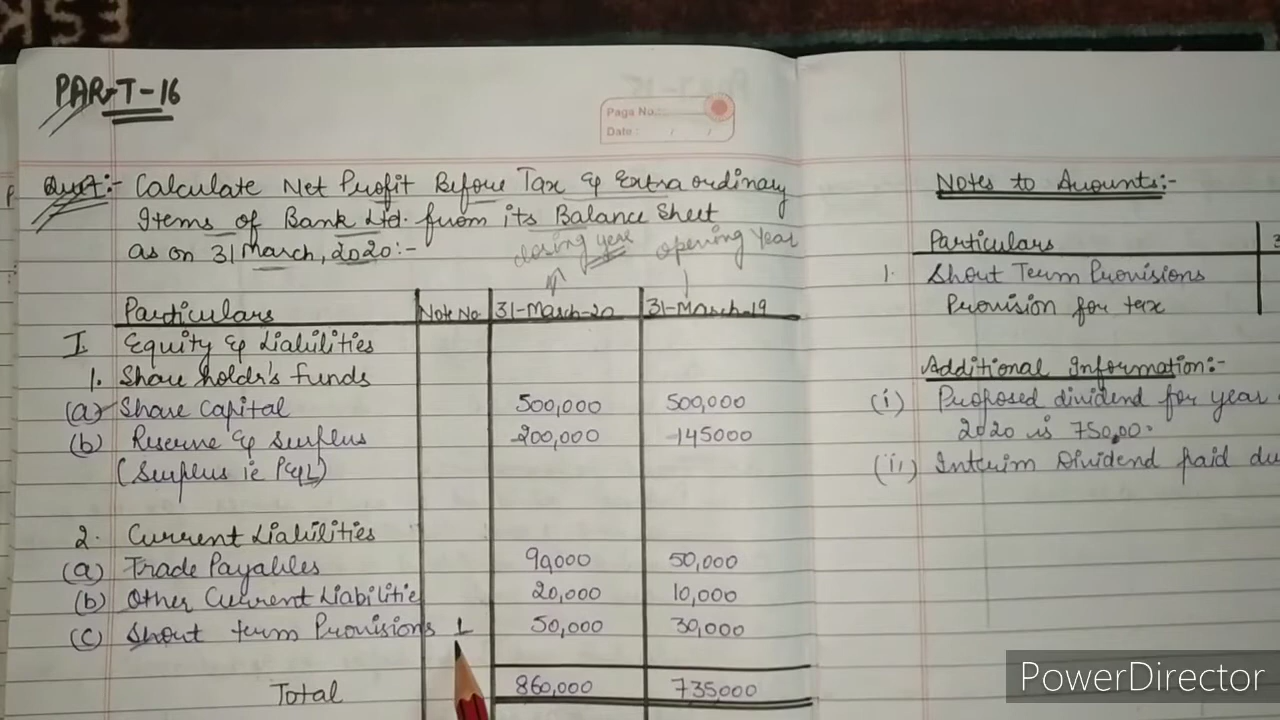 PART-16
Page No.:
Date : / /
Quest:- Calculate Net Profit Before Tax & Extraordinary
Items of Bank Ltd. from its Balance Sheet
as on 31 March, 2020:-
closing year opening Year
Particulars Note No 31-March-20 31-March-19
I Equity & Liabilities
1. Share holdr's funds
(a) Share Capital 500,000 500,000
(b) Reserve & Surplus 200,000 145000
(Surplus ie P&L)
2. Current Liabilities
(a) Trade Payables 90,000 50,000
(b) Other Current Liabilitie 20,000 10,000
(c) Short term Provisions 1 50,000 30,000
Total 860,000 735000
Notes to Accounts:-
Particulars
1. Short Term Provisions
Provision for tax
Additional Information:-
(i) Proposed dividend for year
2020 is 750,00.
(ii) Interim Dividend paid du
PowerDirector